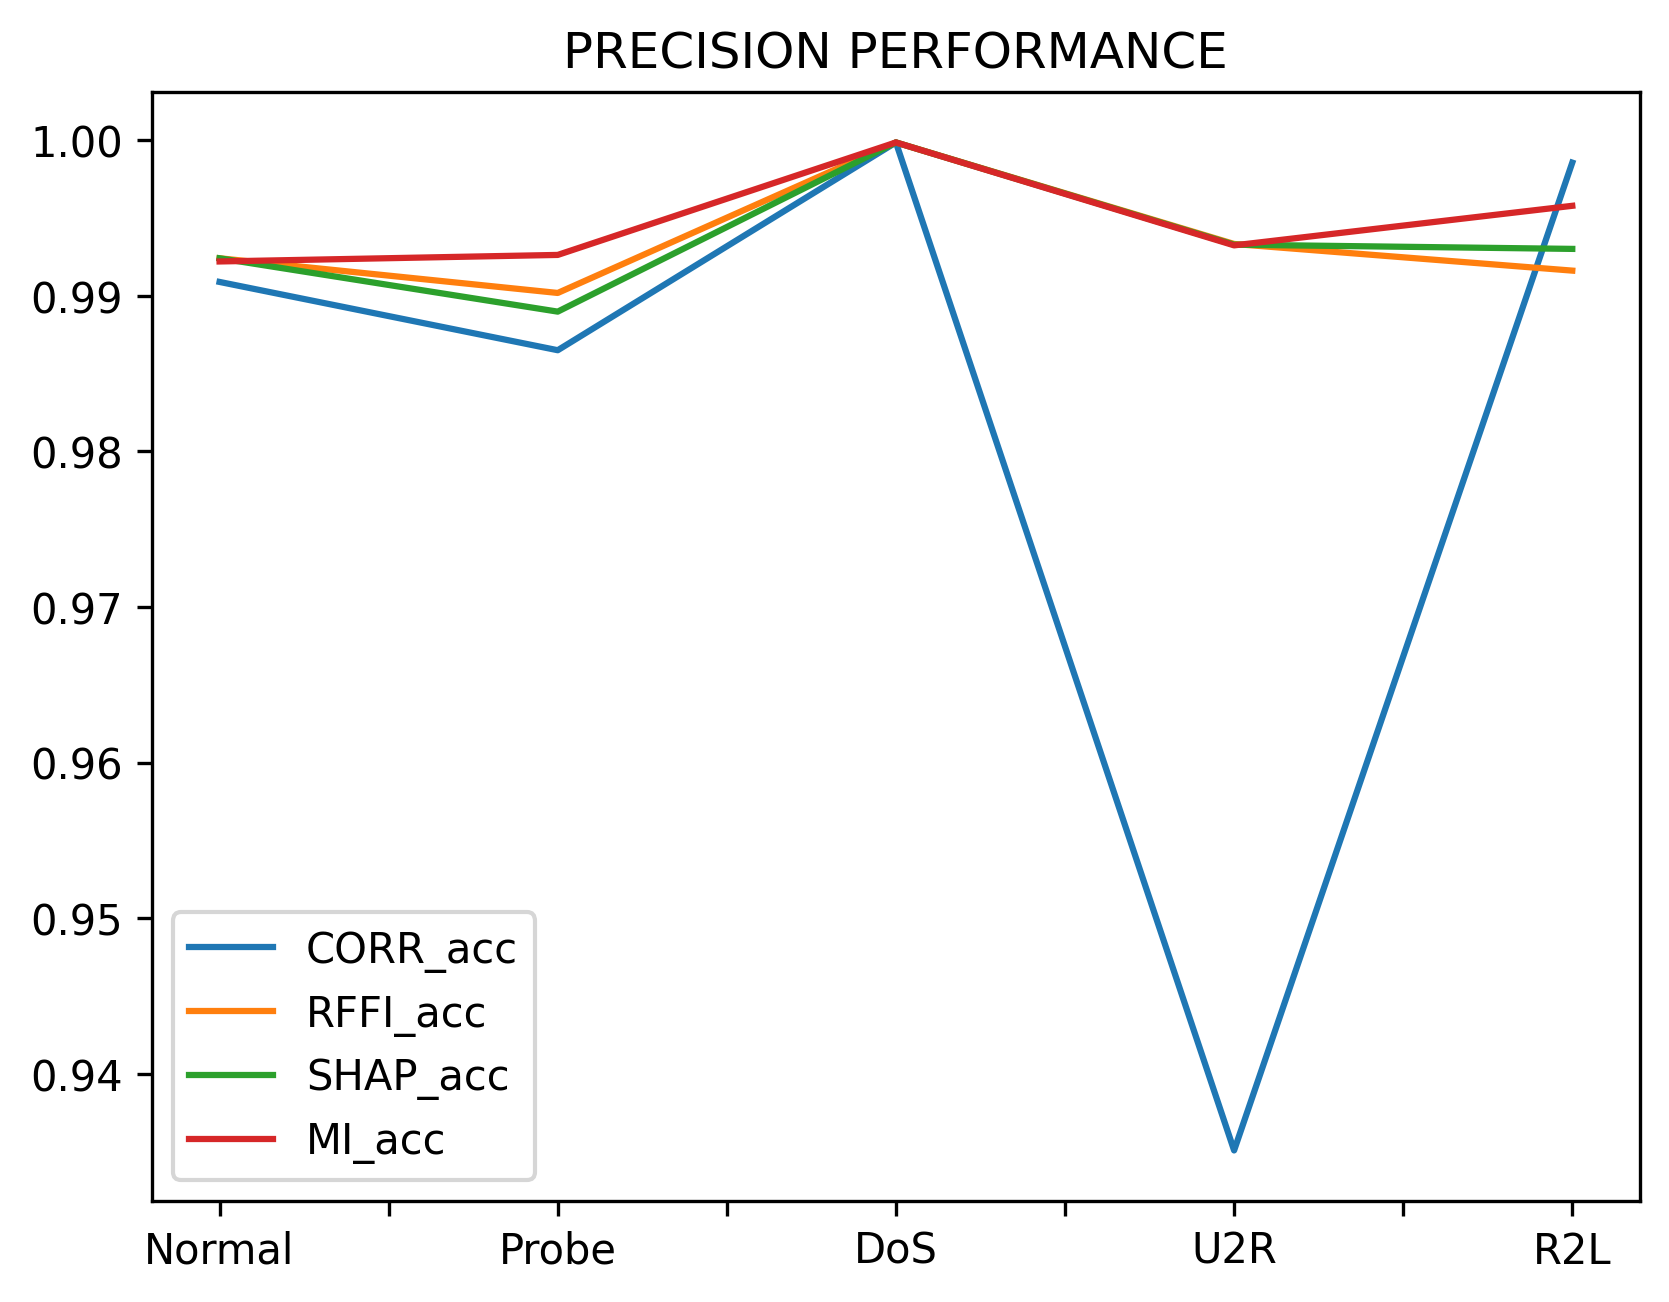 PRECISION PERFORMANCE
1.00
0.99
0.98
0.97
0.96
0.95
0.94
CORR_acc
RFFI_acc
SHAP_acc
MI_acc
Normal Probe DoS U2R R2L